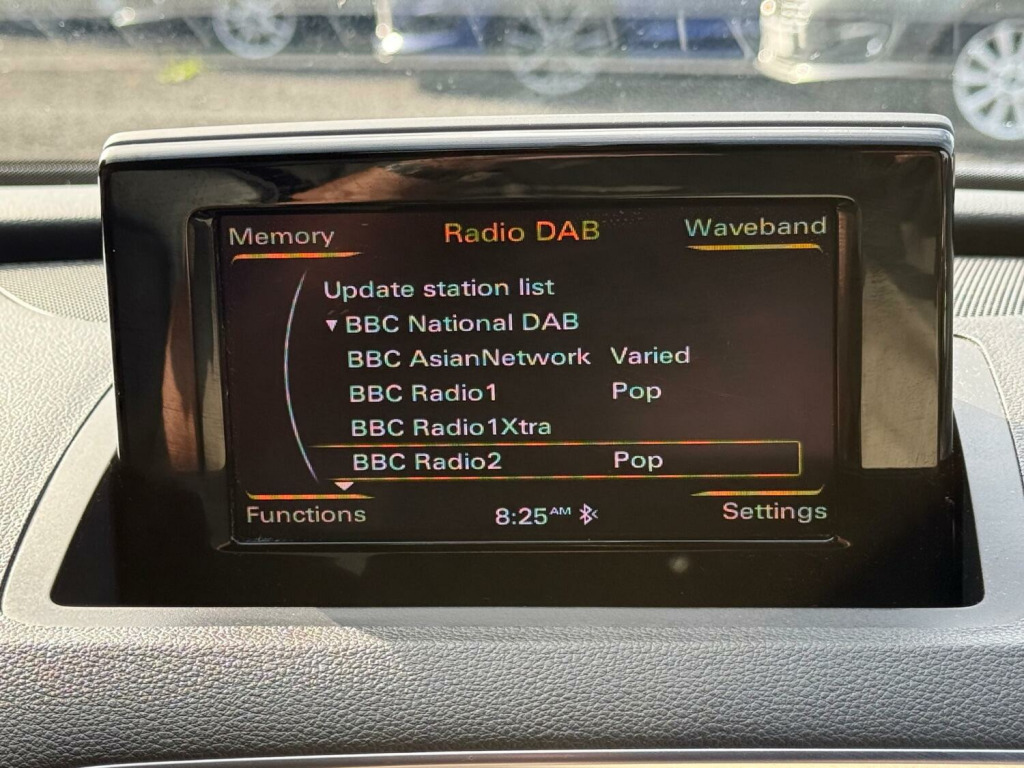 Memory Radio DAB Waveband
Update station list
▼ BBC National DAB
BBC AsianNetwork Varied
BBC Radio1 Pop
BBC Radio1Xtra
BBC Radio2 Pop
Functions 8:25AM Settings